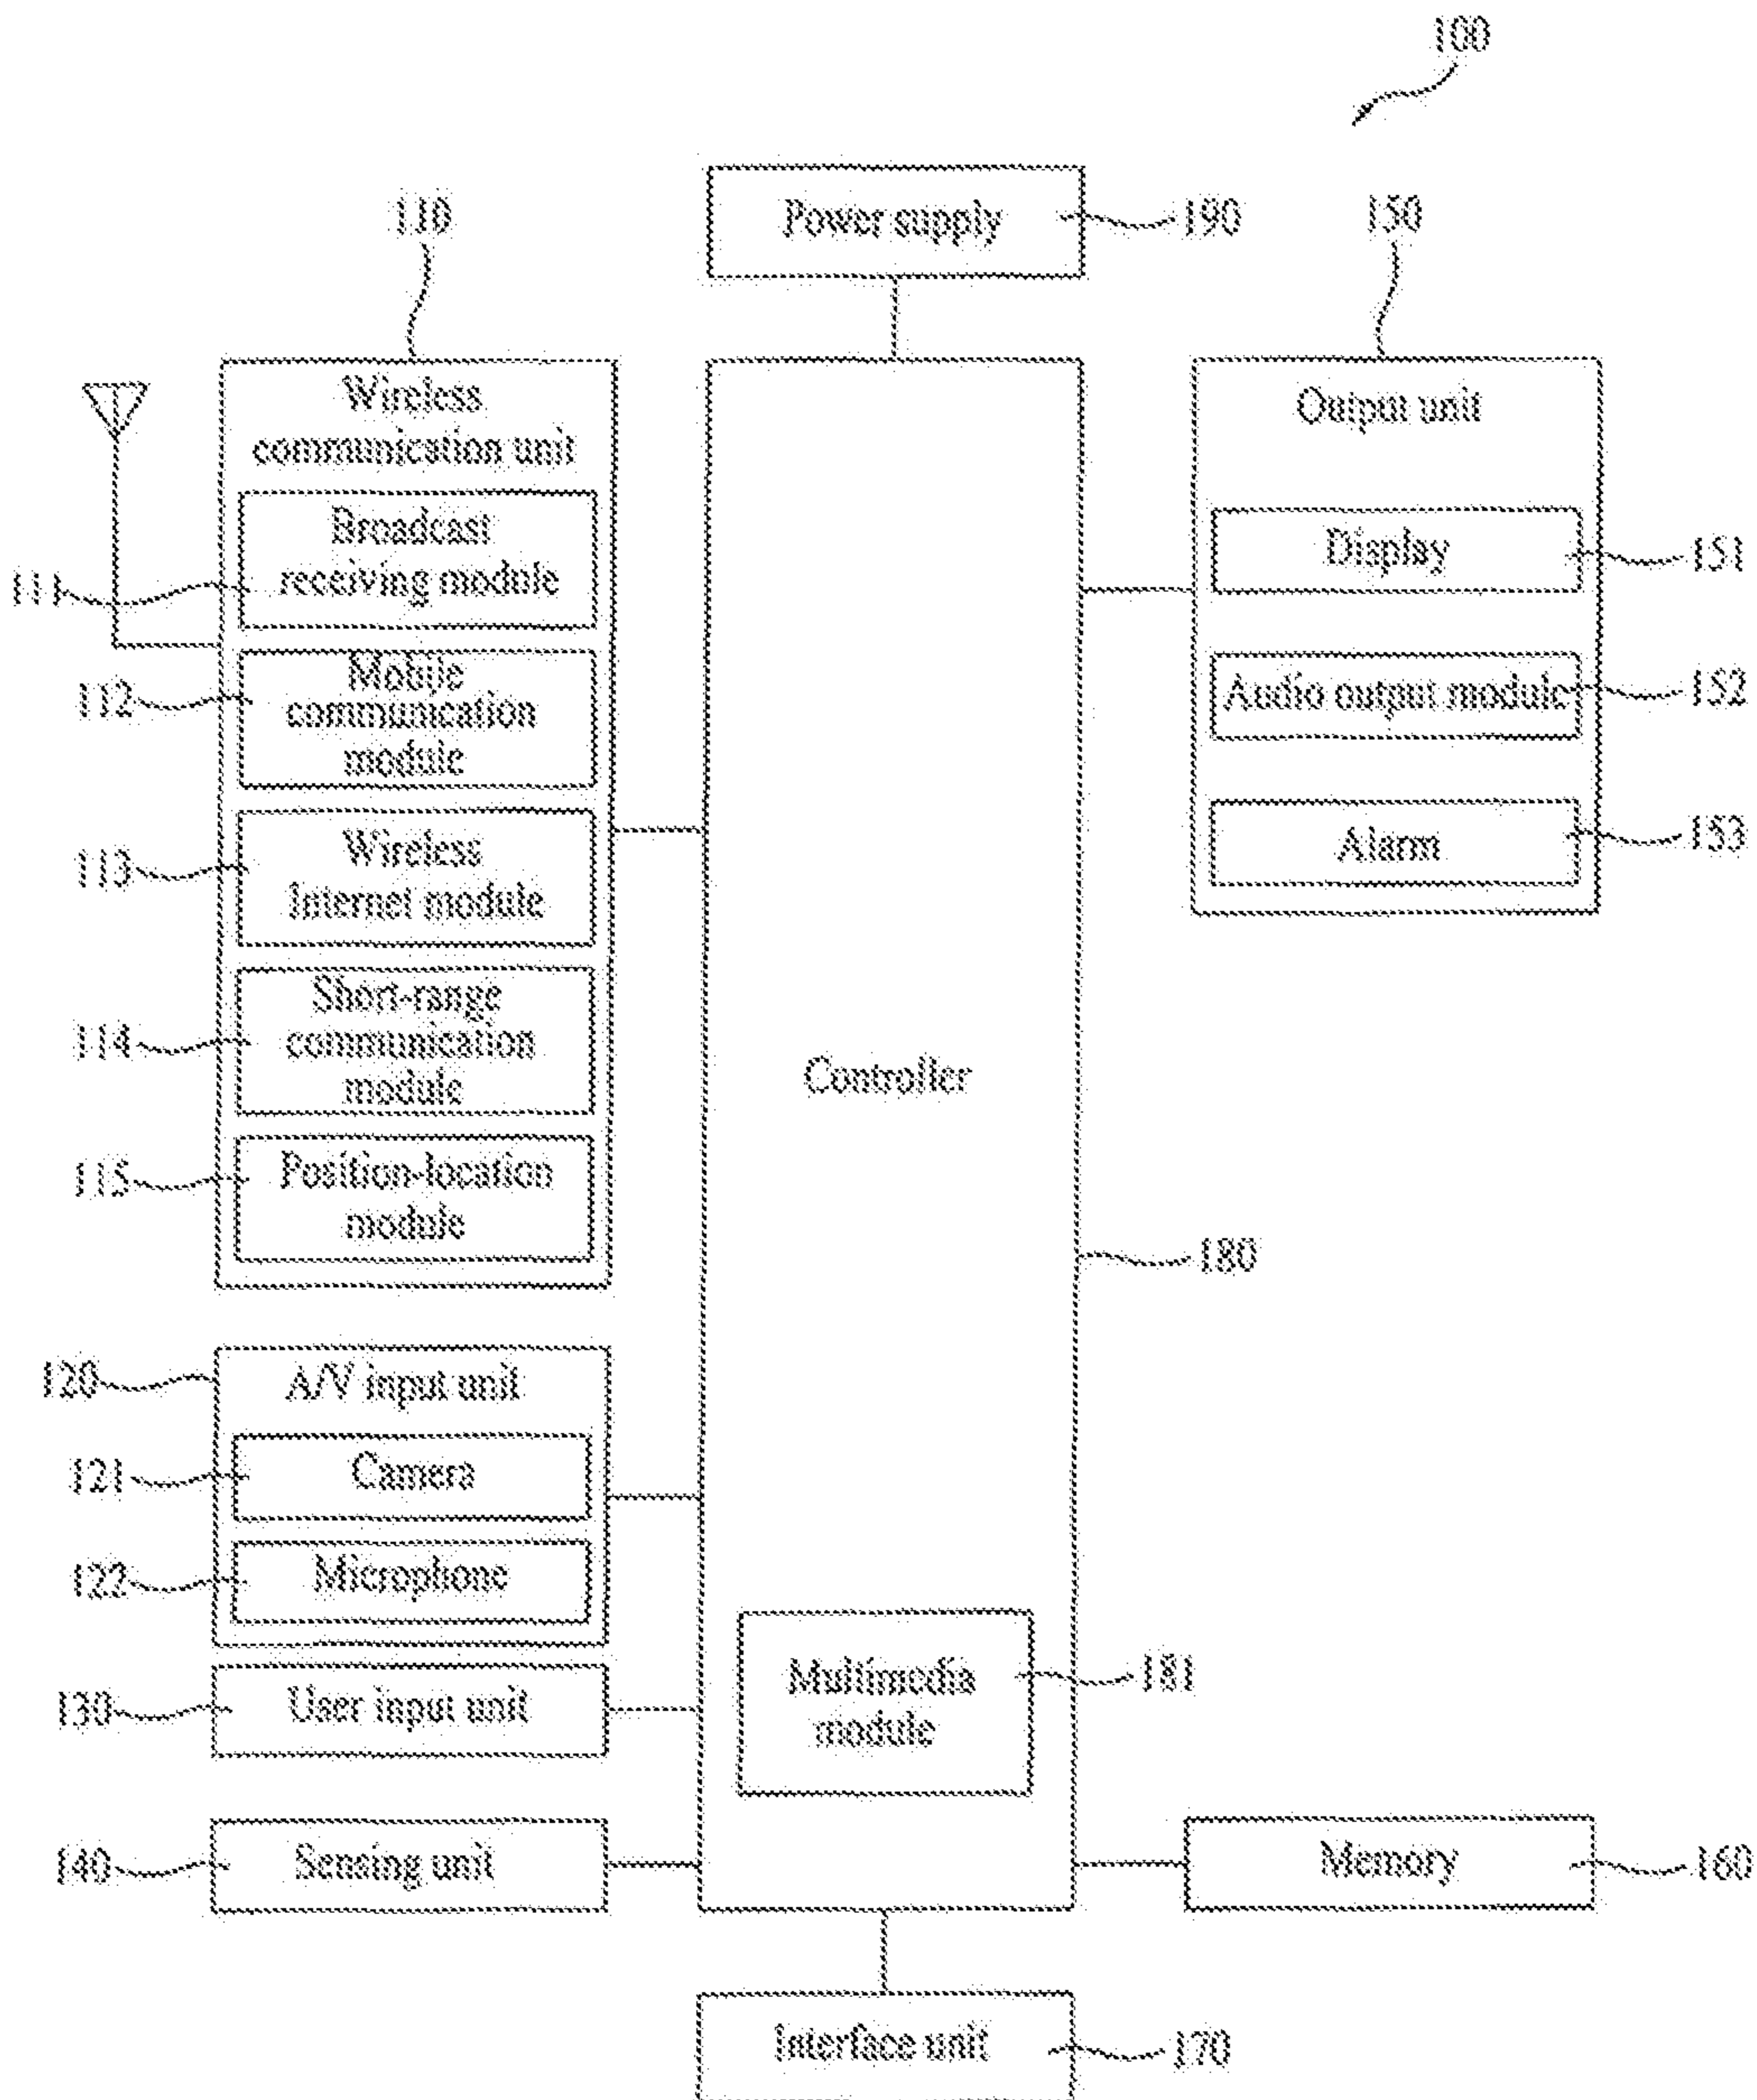 100
Power supply
190
110
150
Wireless
communication unit
Output unit
Broadcast
receiving module
111
Display
151
Mobile
communication
module
112
Audio output module
152
Wireless
Internet module
113
Alarm
153
Short-range
communication
module
114
Controller
Position-location
module
115
180
120
A/V input unit
121
Camera
122
Microphone
Multimedia
module
181
130
User input unit
140
Sensing unit
Memory
160
Interface unit
170